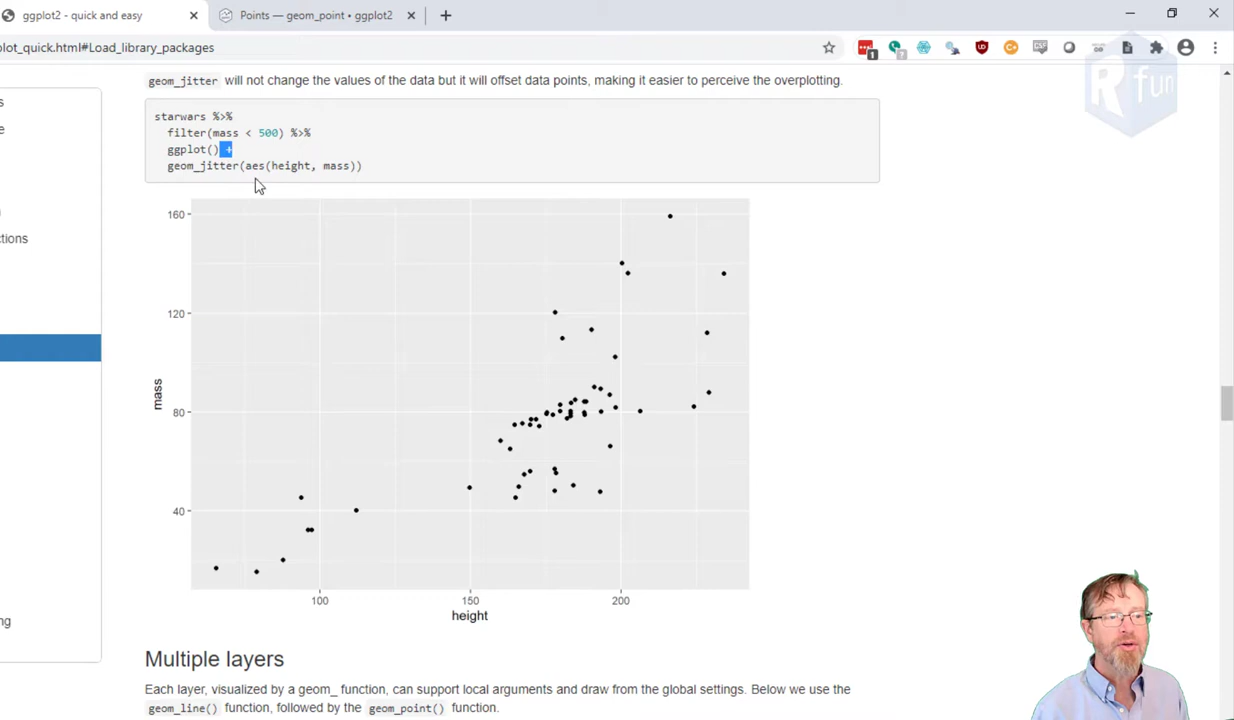 ggplot2 - quick and easy
Points — geom_point • ggplot2
lot_quick.html#Load_library_packages
geom_jitter will not change the values of the data but it will offset data points, making it easier to perceive the overplotting.
R fun
starwars %>%
filter(mass < 500) %>%
ggplot() +
geom_jitter(aes(height, mass))
160
120
80
40
mass
100 150 200
height
Multiple layers
Each layer, visualized by a geom_ function, can support local arguments and draw from the global settings. Below we use the
geom_line() function, followed by the geom_point() function.
s
e
ctions
ng